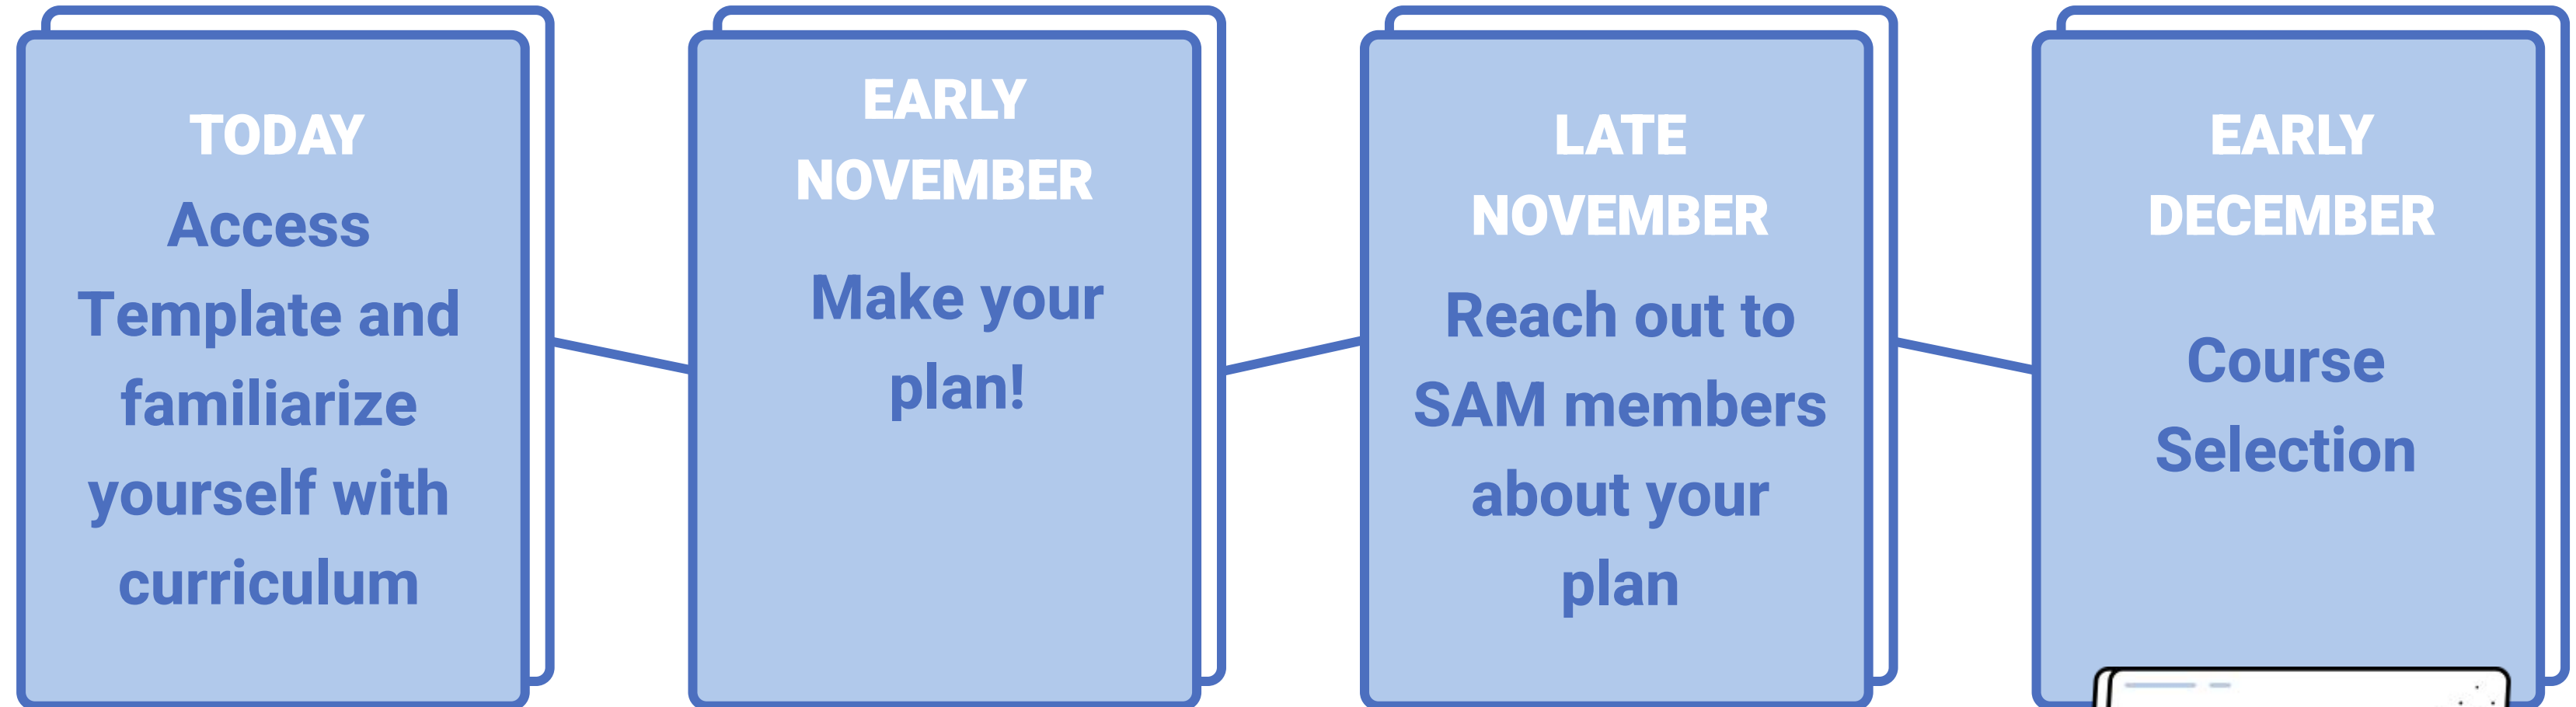 TODAY
Access
Template and
familiarize
yourself with
curriculum
EARLY
NOVEMBER
Make your
plan!
LATE
NOVEMBER
Reach out to
SAM members
about your
plan
EARLY
DECEMBER
Course
Selection